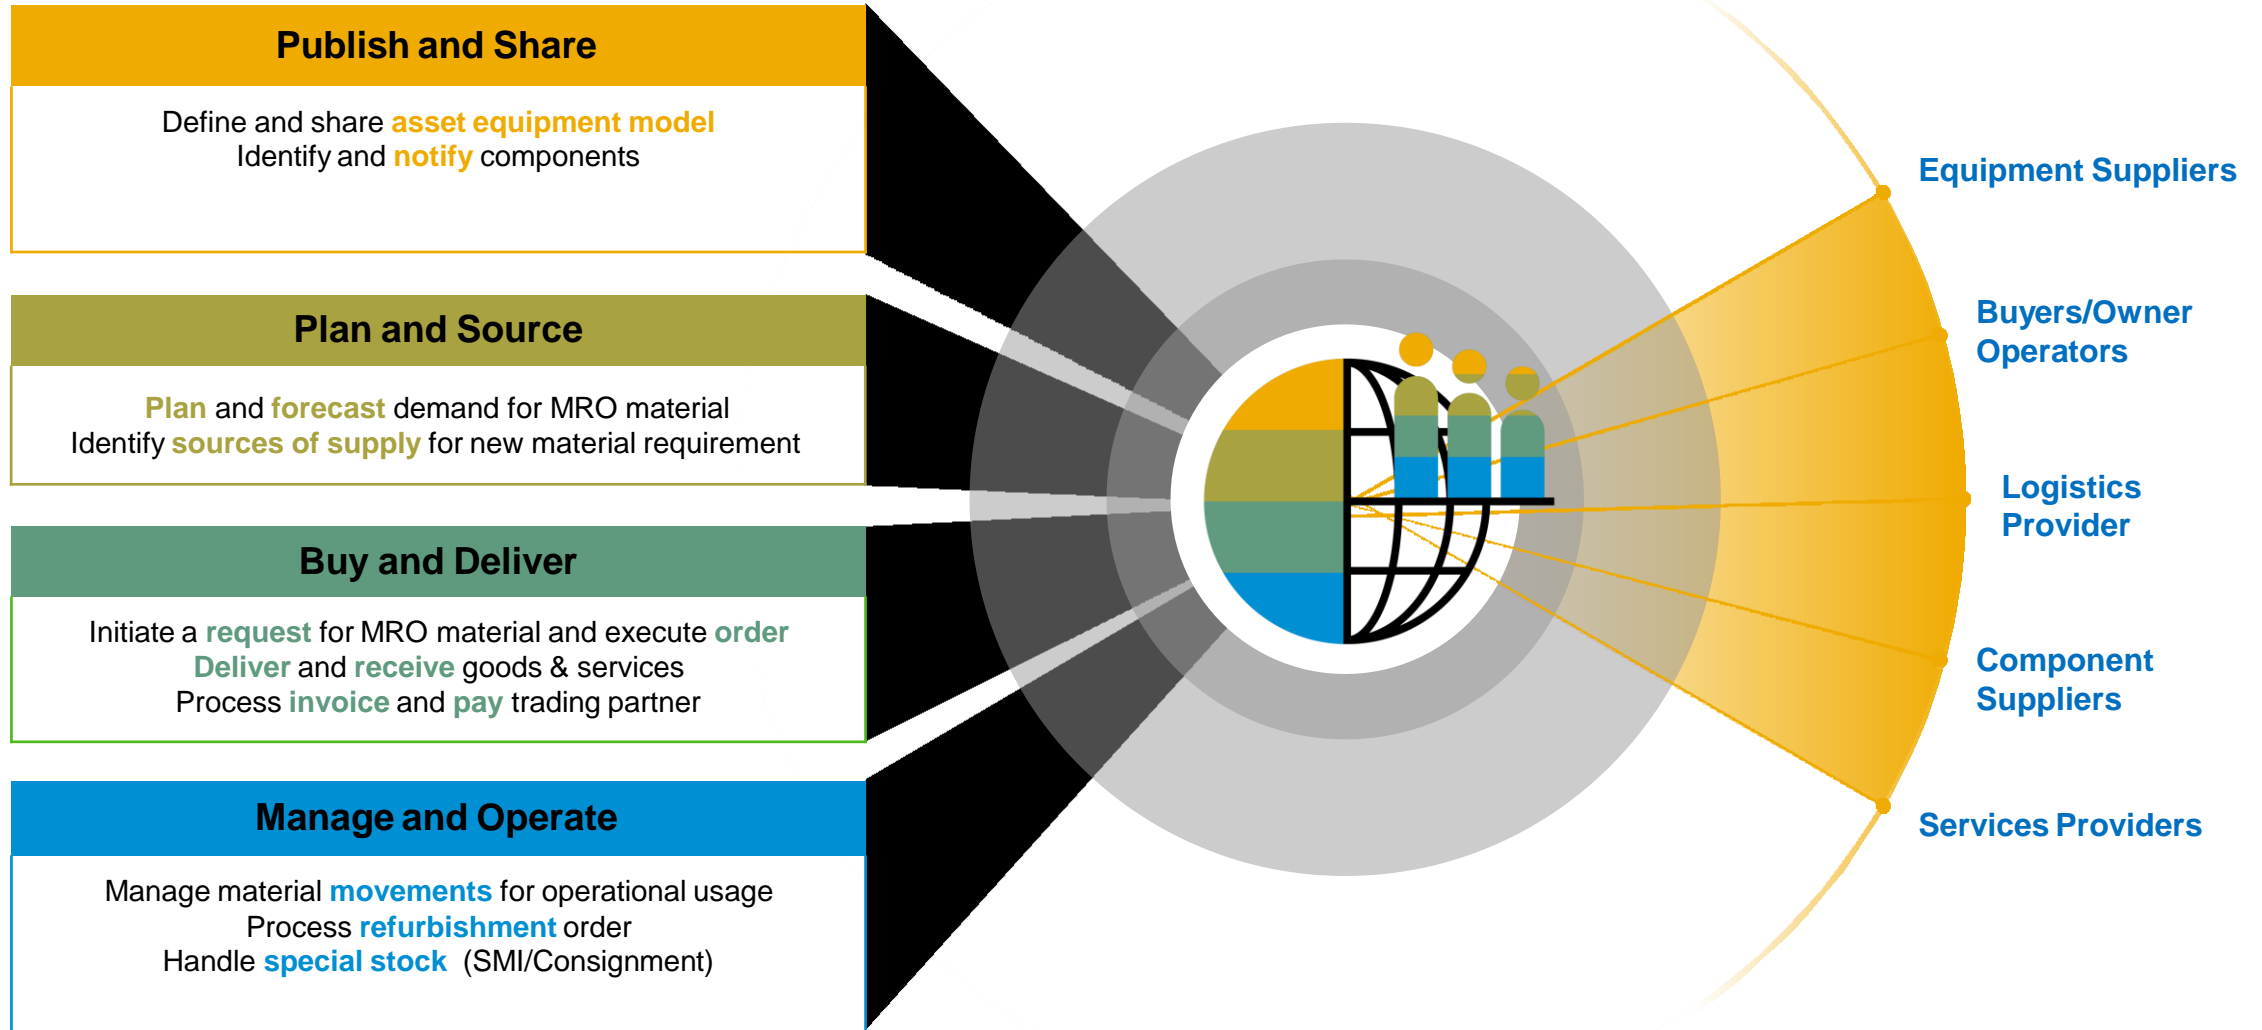 Publish and Share
Define and share asset equipment model
Identify and notify components
Plan and Source
Plan and forecast demand for MRO material
Identify sources of supply for new material requirement
Buy and Deliver
Initiate a request for MRO material and execute order
Deliver and receive goods & services
Process invoice and pay trading partner
Manage and Operate
Manage material movements for operational usage
Process refurbishment order
Handle special stock (SMI/Consignment)
Equipment Suppliers
Buyers/Owner
Operators
Logistics
Provider
Component
Suppliers
Services Providers